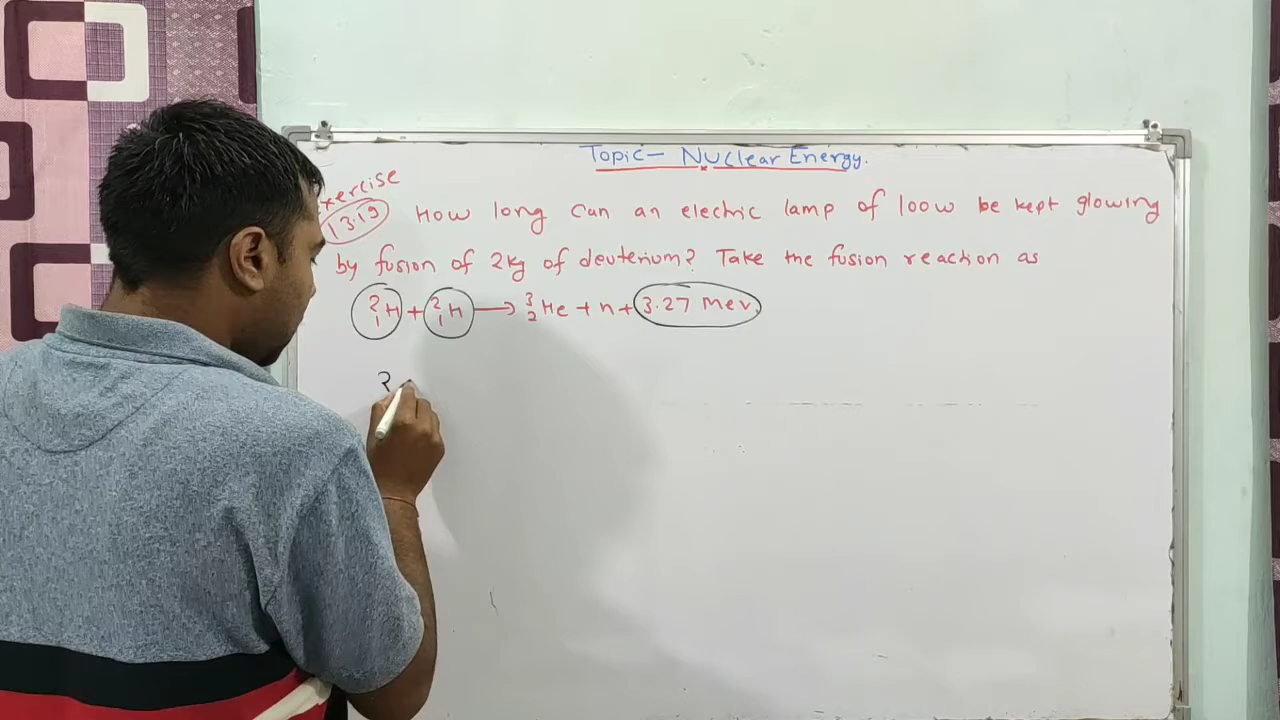 Topic- Nuclear Energy.
xercise
13.19 How long can an electric lamp of 100W be kept glowing
by fusion of 2kg of deuterium? Take the fusion reaction as
²₁H + ²₁H ⟶ ³₂He + n + 3.27 Mev.
2